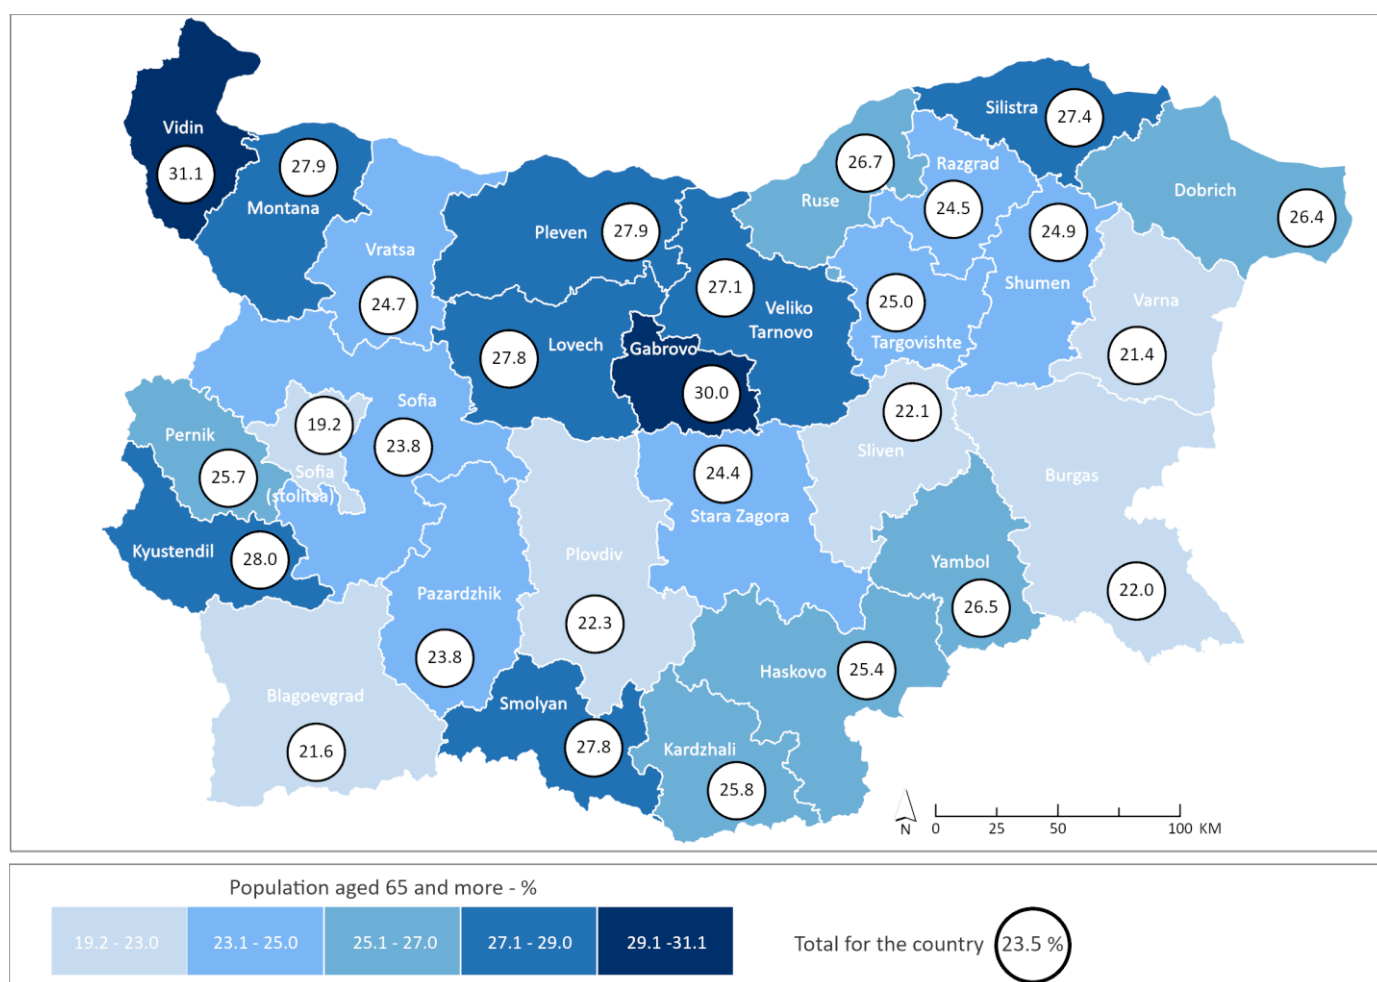 Vidin
31.1
27.9
Montana
Vratsa
24.7
Pleven
27.9
27.1
Veliko
Tarnovo
Lovech
27.8
Gabrovo
30.0
Ruse
26.7
Silistra
27.4
Razgrad
24.5
Dobrich
26.4
24.9
Shumen
25.0
Targovishte
Varna
21.4
Sofia
23.8
19.2
Sofia
(stolitsa)
Pernik
25.7
Kyustendil
28.0
22.1
Sliven
24.4
Stara Zagora
Burgas
22.0
Plovdiv
22.3
Pazardzhik
23.8
Yambol
26.5
Haskovo
25.4
Blagoevgrad
21.6
Smolyan
27.8
Kardzhali
25.8
N
0 25 50 100 KM
Population aged 65 and more - %
19.2 - 23.0 23.1 - 25.0 25.1 - 27.0 27.1 - 29.0 29.1 -31.1
Total for the country 23.5 %